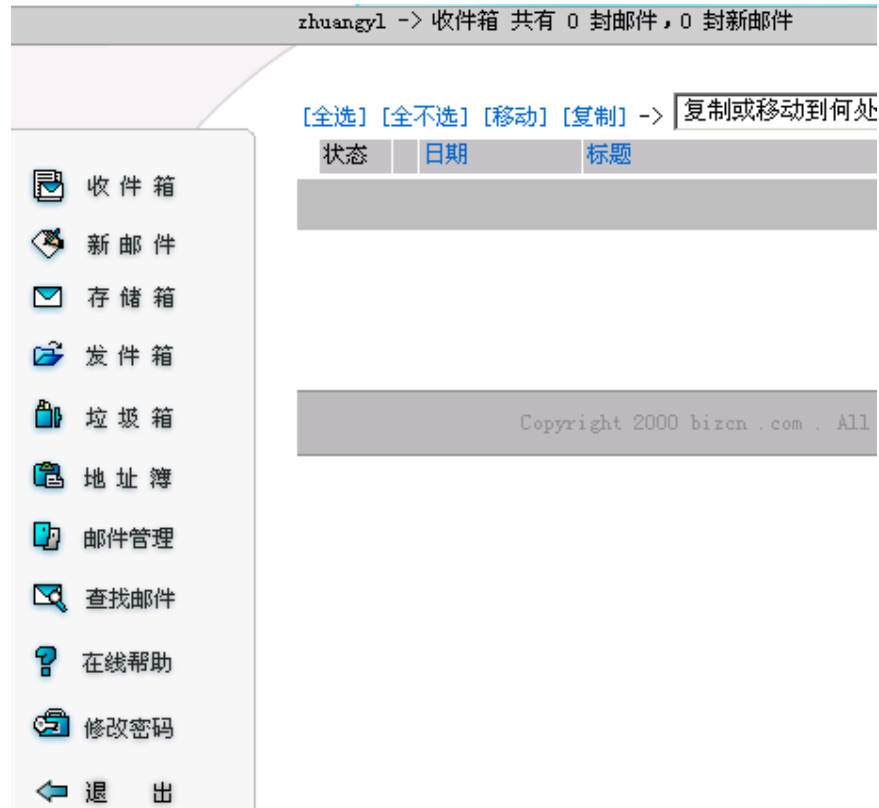 zhuangyl -> 收件箱 共有 0 封邮件，0 封新邮件
[全选] [全不选] [移动] [复制] -> 复制或移动到何处
状态 日期 标题
收件箱
新邮件
存储箱
发件箱
垃圾箱
地址簿
邮件管理
查找邮件
在线帮助
修改密码
退 出
Copyright 2000 bizcn .com . All